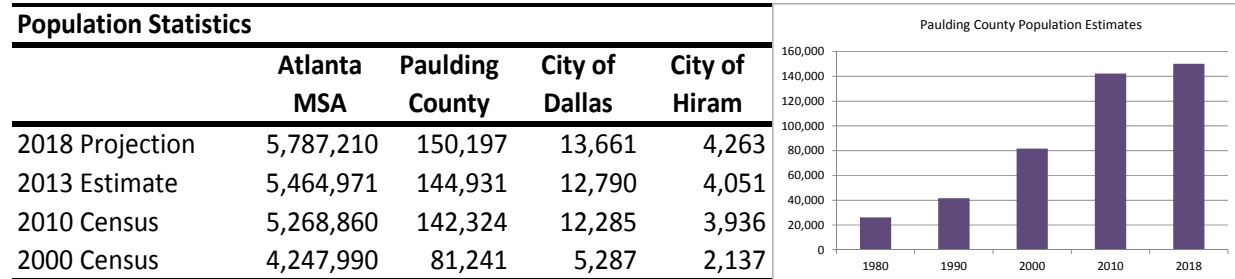 Population Statistics
Atlanta Paulding City of City of
MSA County Dallas Hiram
2018 Projection 5,787,210 150,197 13,661 4,263
2013 Estimate 5,464,971 144,931 12,790 4,051
2010 Census 5,268,860 142,324 12,285 3,936
2000 Census 4,247,990 81,241 5,287 2,137
Paulding County Population Estimates
160,000
140,000
120,000
100,000
80,000
60,000
40,000
20,000
0
1980 1990 2000 2010 2018